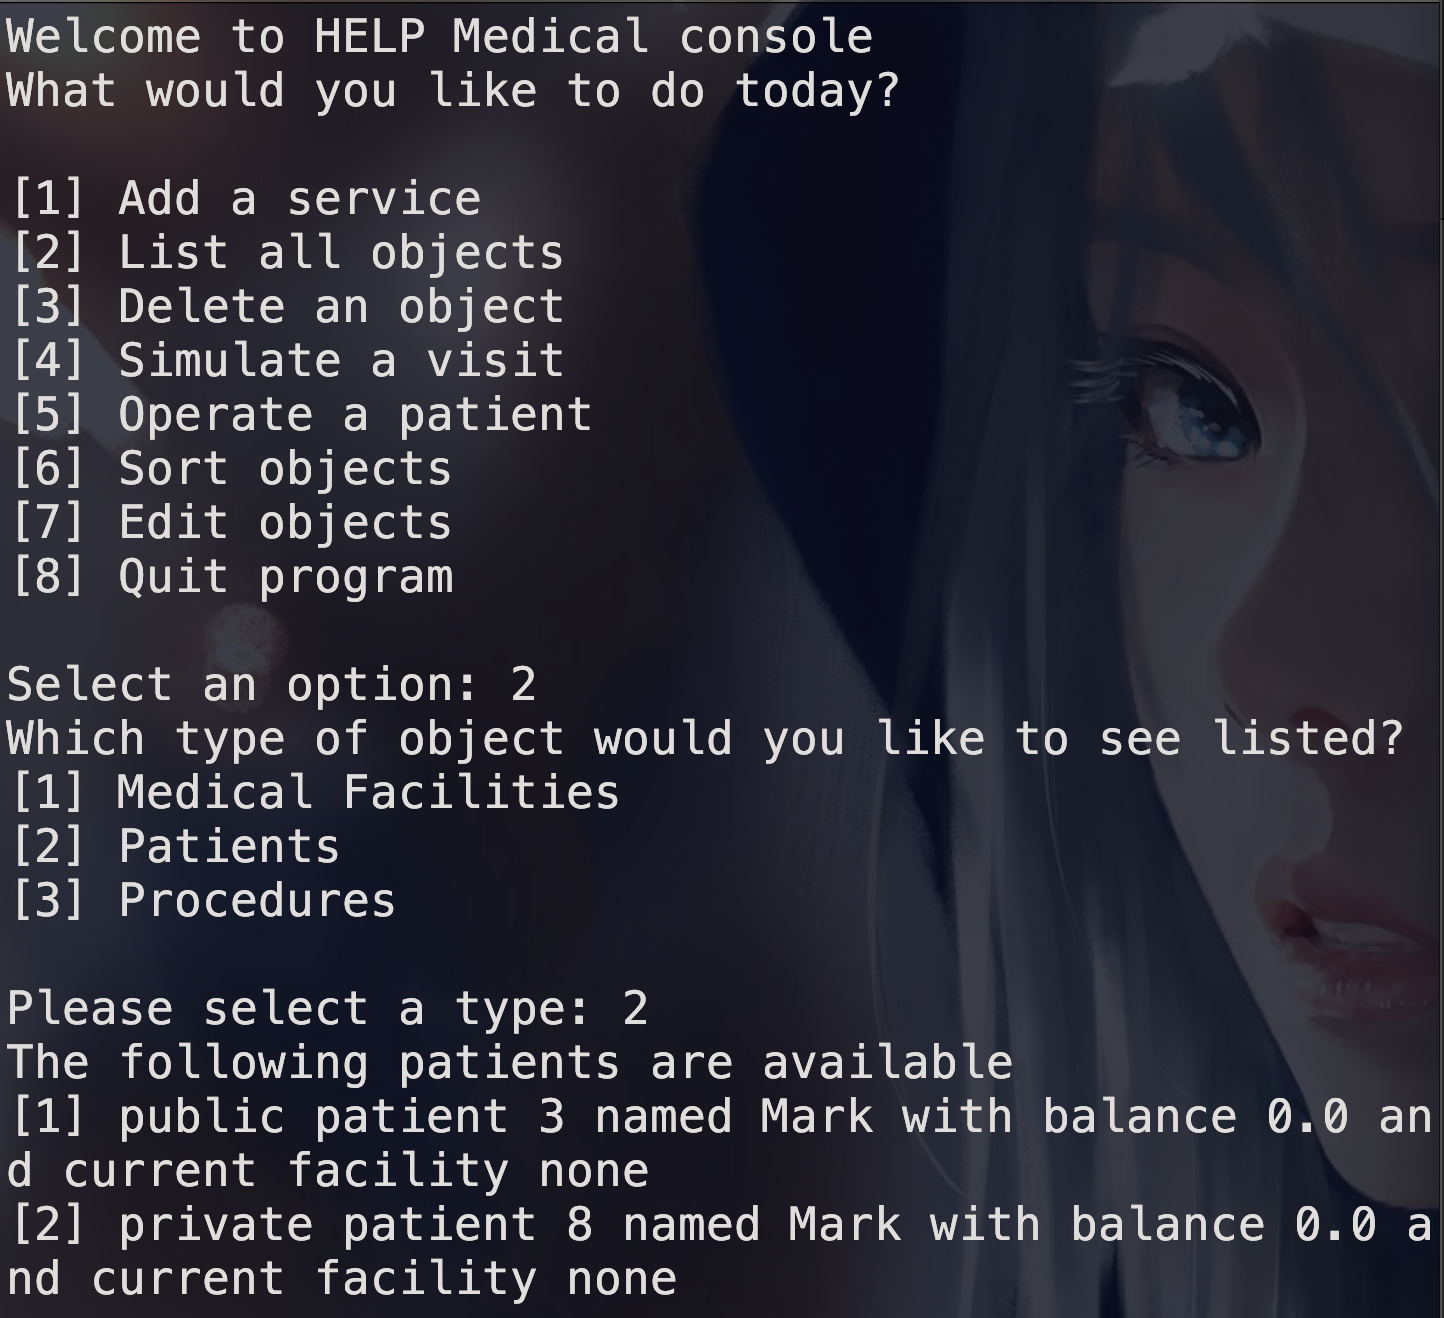 Welcome to HELP Medical console
What would you like to do today?
[1] Add a service
[2] List all objects
[3] Delete an object
[4] Simulate a visit
[5] Operate a patient
[6] Sort objects
[7] Edit objects
[8] Quit program
Select an option: 2
Which type of object would you like to see listed?
[1] Medical Facilities
[2] Patients
[3] Procedures
Please select a type: 2
The following patients are available
[1] public patient 3 named Mark with balance 0.0 an
d current facility none
[2] private patient 8 named Mark with balance 0.0 a
nd current facility none